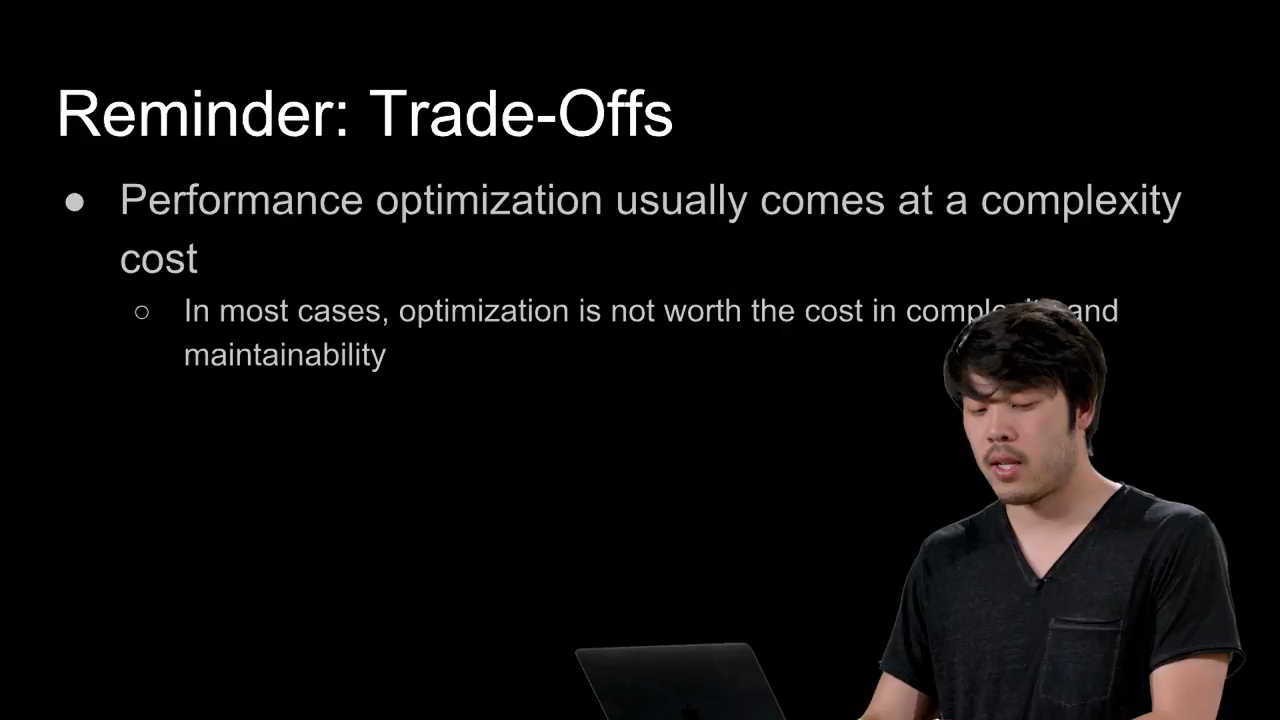 Reminder: Trade-Offs
● Performance optimization usually comes at a complexity
cost
○ In most cases, optimization is not worth the cost in complexity and
maintainability